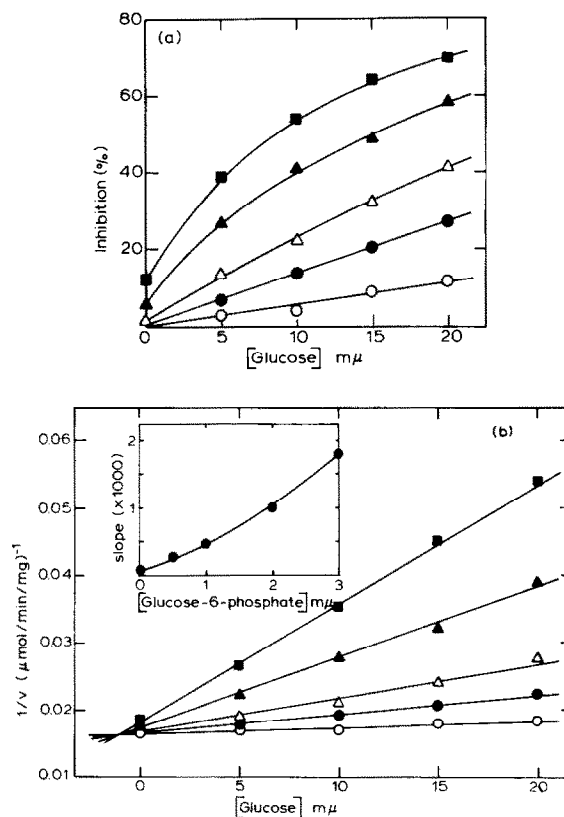 (a)
80
60
40
20
Inhibition (%)
0 5 10 15 20
[Glucose] mμ
(b)
0.06
0.05
0.04
0.03
0.02
0.01
1/v (μmol/min/mg)⁻¹
2
1
0
slope (×1000)
0 1 2 3
[Glucose-6-phosphate] mμ
0 5 10 15 20
[Glucose] mμ